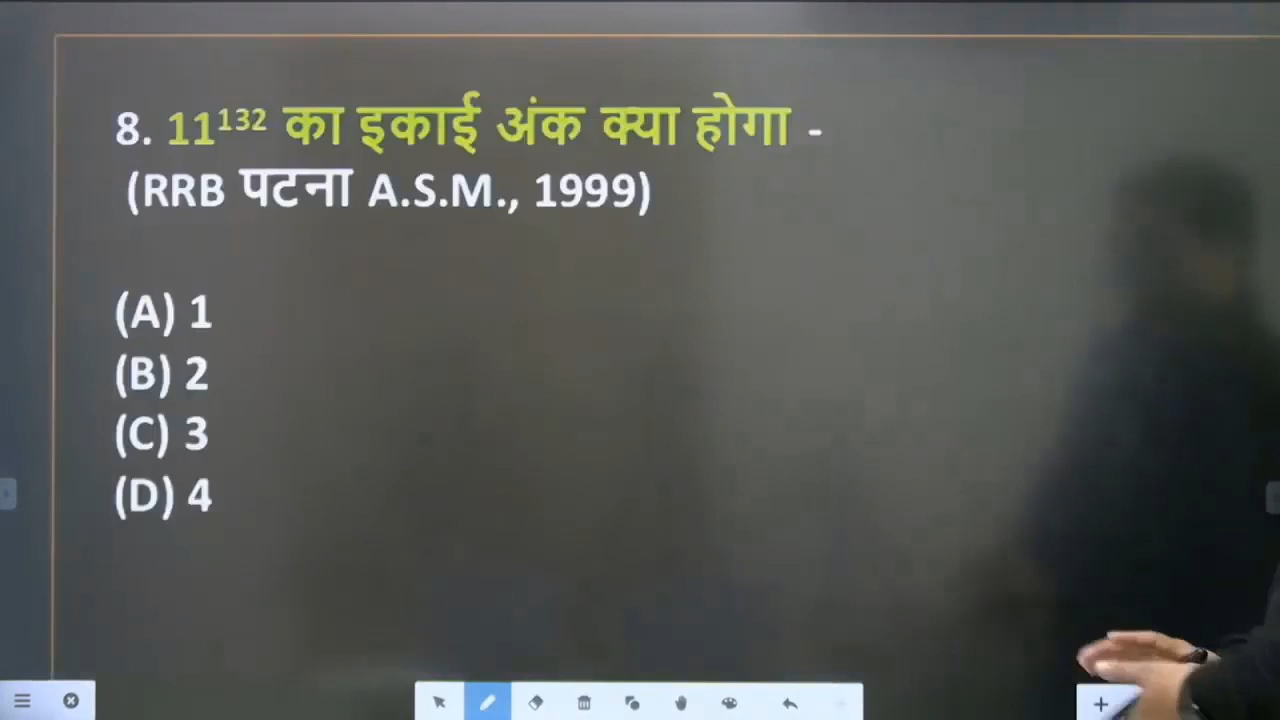 8. 11¹³² का इकाई अंक क्या होगा -
(RRB पटना A.S.M., 1999)
(A) 1
(B) 2
(C) 3
(D) 4